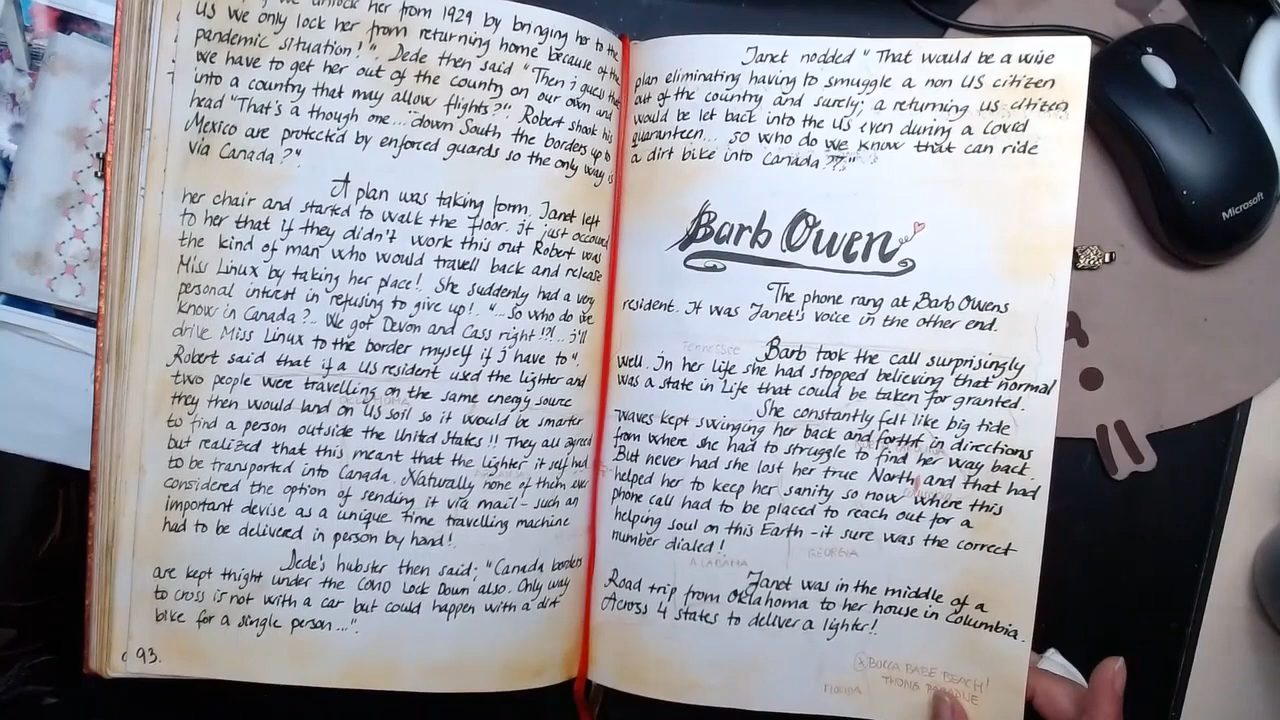 we unlock her from 1929 by bringing her to the
US we only lock her from returning home because of the
pandemic situation!". Dede then said "Then i guess that
we have to get her out of the country on our own and
into a country that may allow flights?". Robert shook his
head "That's a though one... down South the borders up to
Mexico are protected by enforced guards so the only way is
via Canada?"
A plan was taking form. Janet left
her chair and started to walk the floor. it just occured
to her that if they didn't work this out Robert was
the kind of man who would travell back and release
Miss Linux by taking her place!. She suddenly had a very
personal interest in refusing to give up!. "...So who do we
know in Canada?.. We got Devon and Cass right!?!... i'll
drive Miss Linux to the border myself if i have to".
Robert said that if a US resident used the lighter and
two people were travelling on the same energy source
they then would land on US soil so it would be smarter
to find a person outside the United States!! They all agreed
but realized that this meant that the lighter it self had
to be transported into Canada. Naturally none of them ever
considered the option of sending it via mail - such an
important devise as a unique time travelling machine
had to be delivered in person by hand!.
Dede's hubster then said; "Canada borders
are kept thight under the COVID Lock Down also. Only way
to cross is not with a car but could happen with a dirt
bike for a single person...".
93.
OKLAHOMA
Janet nodded "That would be a wise
plan eliminating having to smuggle a non US citizen
out of the country and surely; a returning US citizen
would be let back into the US even during a Covid
quaranteen... so who do we know that can ride
a dirt bike into Canada??"
Barb Owen
The phone rang at Barb Owens
resident. It was Janet's voice in the other end.
Tennessee
Barb took the call surprisingly
well. In her life she had stopped believing that normal
was a state in Life that could be taken for granted.
She constantly felt like big tide
waves kept swinging her back and fortht in directions
from where she had to struggle to find her way back.
But never had she lost her true North and that had
helped her to keep her sanity so now where this
phone call had to be placed to reach out for a
helping soul on this Earth - it sure was the correct
number dialed!
GEORGIA
ALABAMA
Janet was in the middle of a
Road trip from Oklahoma to her house in Columbia.
Across 4 states to deliver a lighter!!
BOCCA BABE BEACH!
THONG PARADISE
FLORIDA
Microsoft